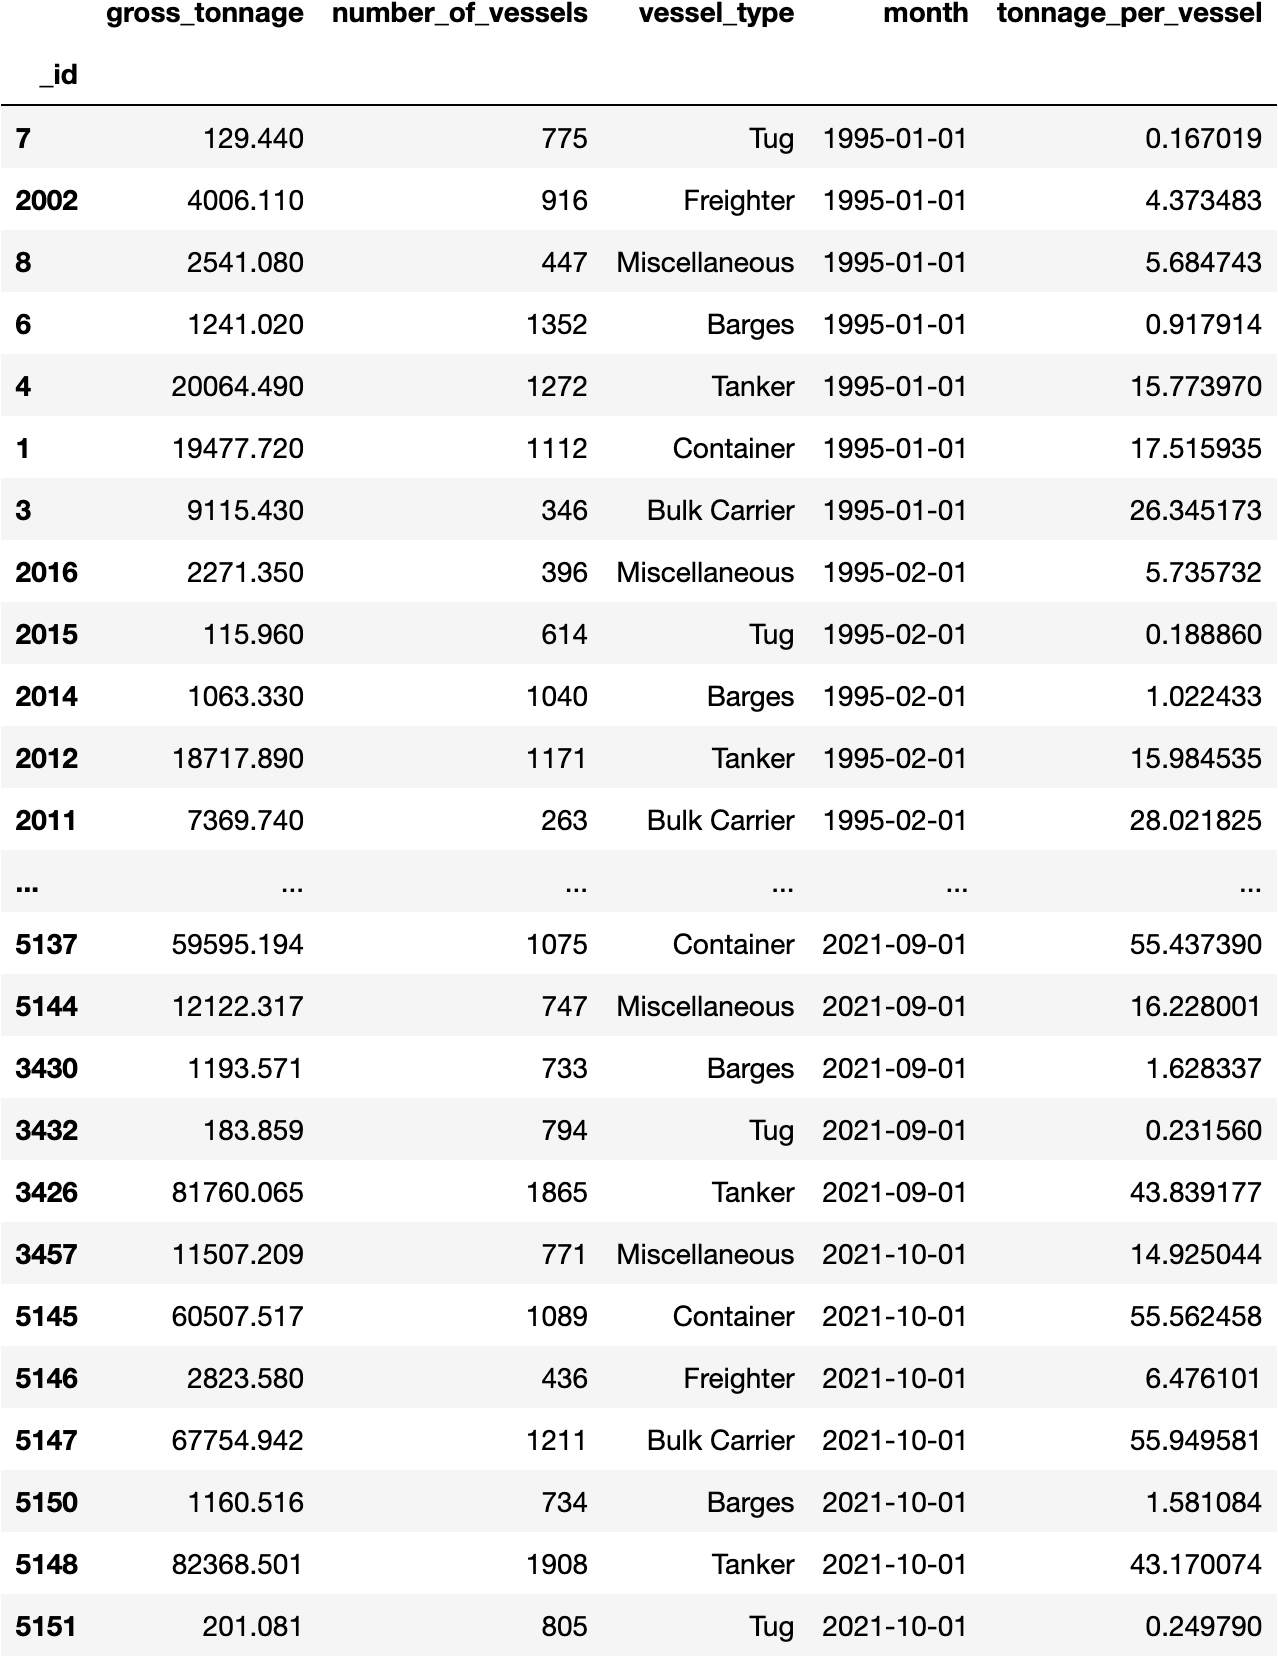 gross_tonnage number_of_vessels vessel_type month tonnage_per_vessel
_id
7 129.440 775 Tug 1995-01-01 0.167019
2002 4006.110 916 Freighter 1995-01-01 4.373483
8 2541.080 447 Miscellaneous 1995-01-01 5.684743
6 1241.020 1352 Barges 1995-01-01 0.917914
4 20064.490 1272 Tanker 1995-01-01 15.773970
1 19477.720 1112 Container 1995-01-01 17.515935
3 9115.430 346 Bulk Carrier 1995-01-01 26.345173
2016 2271.350 396 Miscellaneous 1995-02-01 5.735732
2015 115.960 614 Tug 1995-02-01 0.188860
2014 1063.330 1040 Barges 1995-02-01 1.022433
2012 18717.890 1171 Tanker 1995-02-01 15.984535
2011 7369.740 263 Bulk Carrier 1995-02-01 28.021825
... ... ... ... ... ...
5137 59595.194 1075 Container 2021-09-01 55.437390
5144 12122.317 747 Miscellaneous 2021-09-01 16.228001
3430 1193.571 733 Barges 2021-09-01 1.628337
3432 183.859 794 Tug 2021-09-01 0.231560
3426 81760.065 1865 Tanker 2021-09-01 43.839177
3457 11507.209 771 Miscellaneous 2021-10-01 14.925044
5145 60507.517 1089 Container 2021-10-01 55.562458
5146 2823.580 436 Freighter 2021-10-01 6.476101
5147 67754.942 1211 Bulk Carrier 2021-10-01 55.949581
5150 1160.516 734 Barges 2021-10-01 1.581084
5148 82368.501 1908 Tanker 2021-10-01 43.170074
5151 201.081 805 Tug 2021-10-01 0.249790